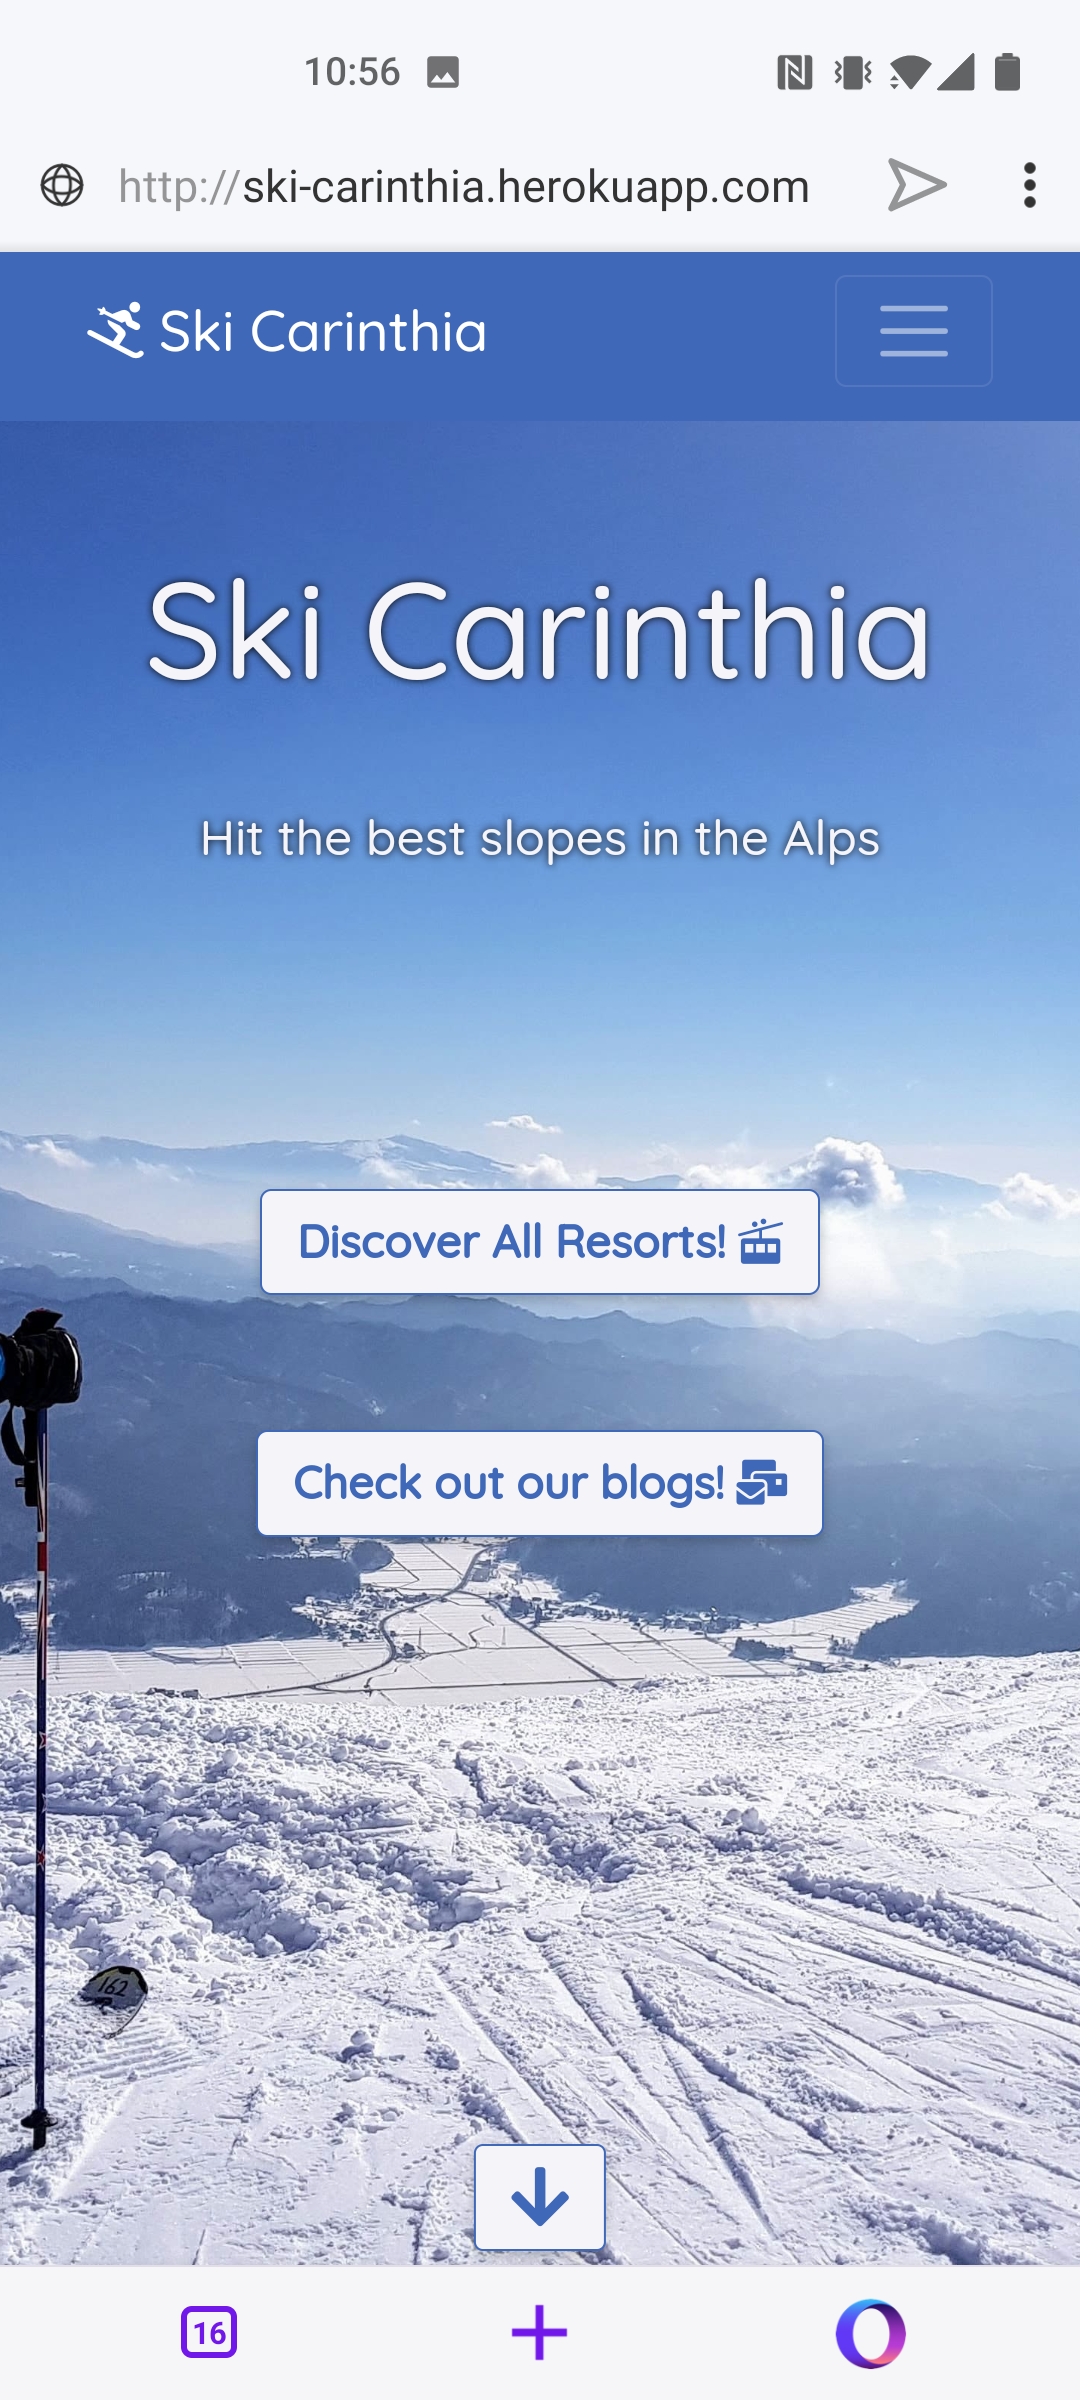 10:56
http://ski-carinthia.herokuapp.com
Ski Carinthia
Ski Carinthia
Hit the best slopes in the Alps
Discover All Resorts!
Check out our blogs!
162
16